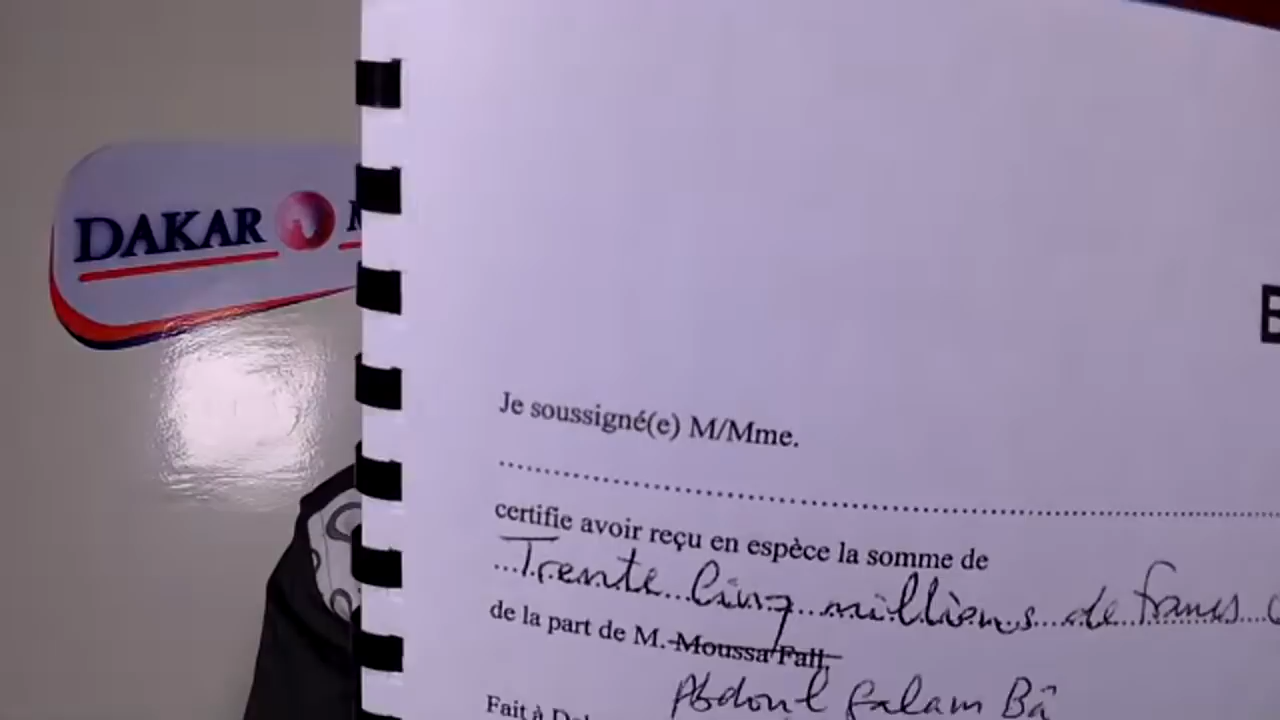 DAKAR
Je soussigné(e) M/Mme.
certifie avoir reçu en espèce la somme de
Trente Cinq millions de francs
de la part de M. Moussa Fall,
Abdoul Salam Bâ
Fait à